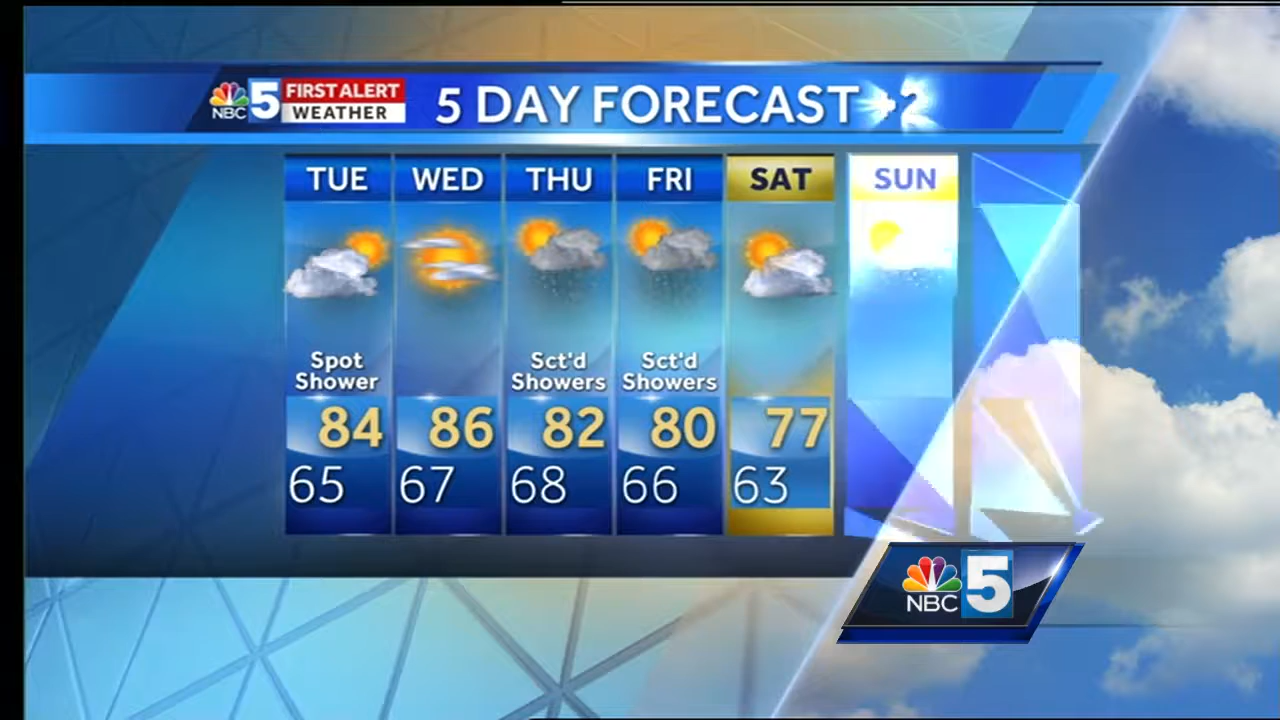 NBC 5 FIRST ALERT WEATHER
5 DAY FORECAST +2
TUE WED THU FRI SAT SUN
Spot Shower
Sct'd Showers
Sct'd Showers
84 86 82 80 77
65 67 68 66 63
NBC 5